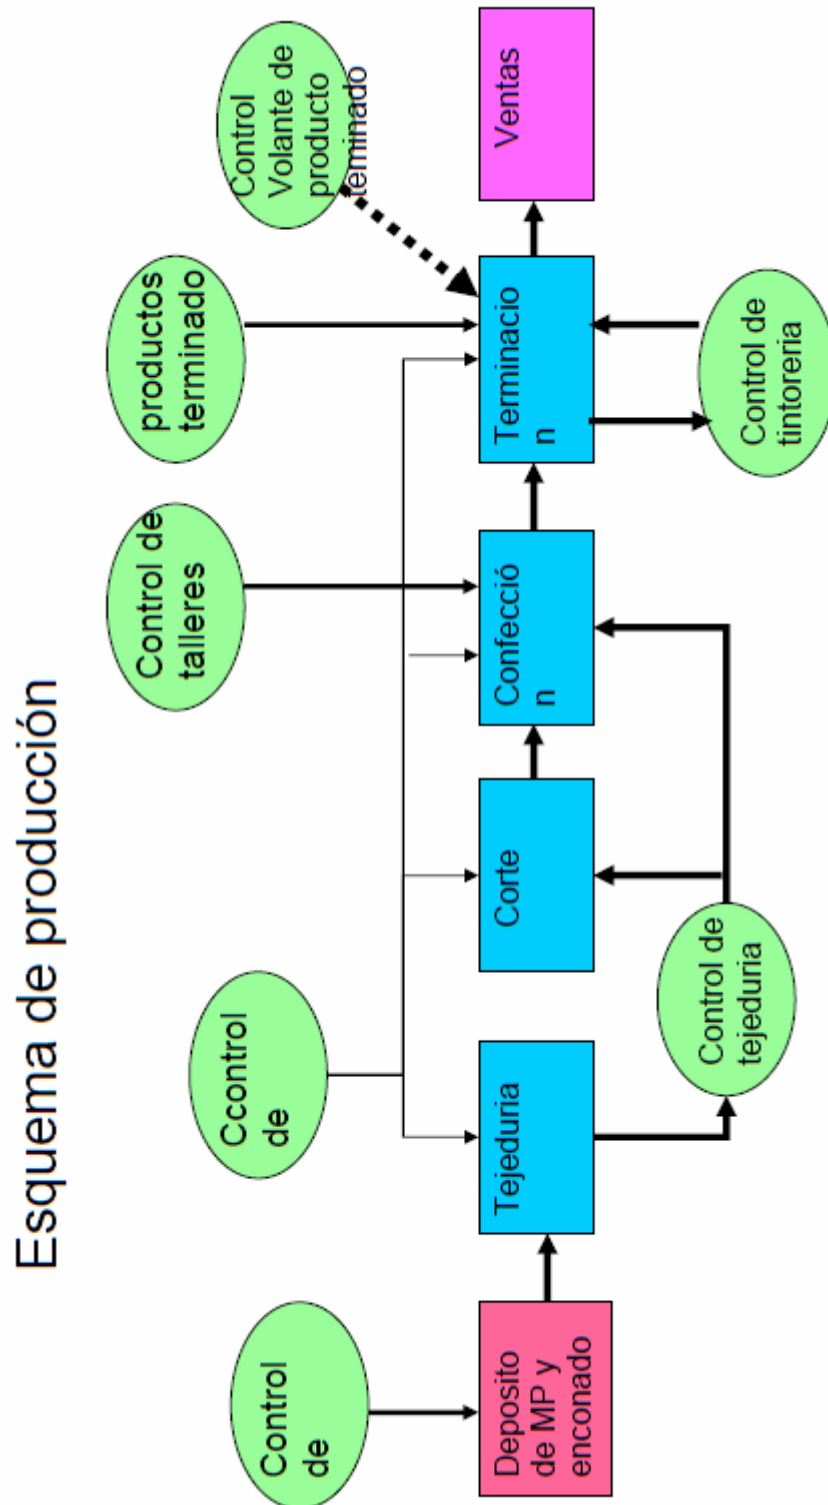 Esquema de producción
Control
de
Ccontrol
de
Control de
talleres
productos
terminado
Control
Volante de
producto
teminado
Deposito
de MP y
enconado
Tejeduria
Corte
Confecció
n
Terminacio
n
Ventas
Control de
tejeduria
Control de
tintoreria